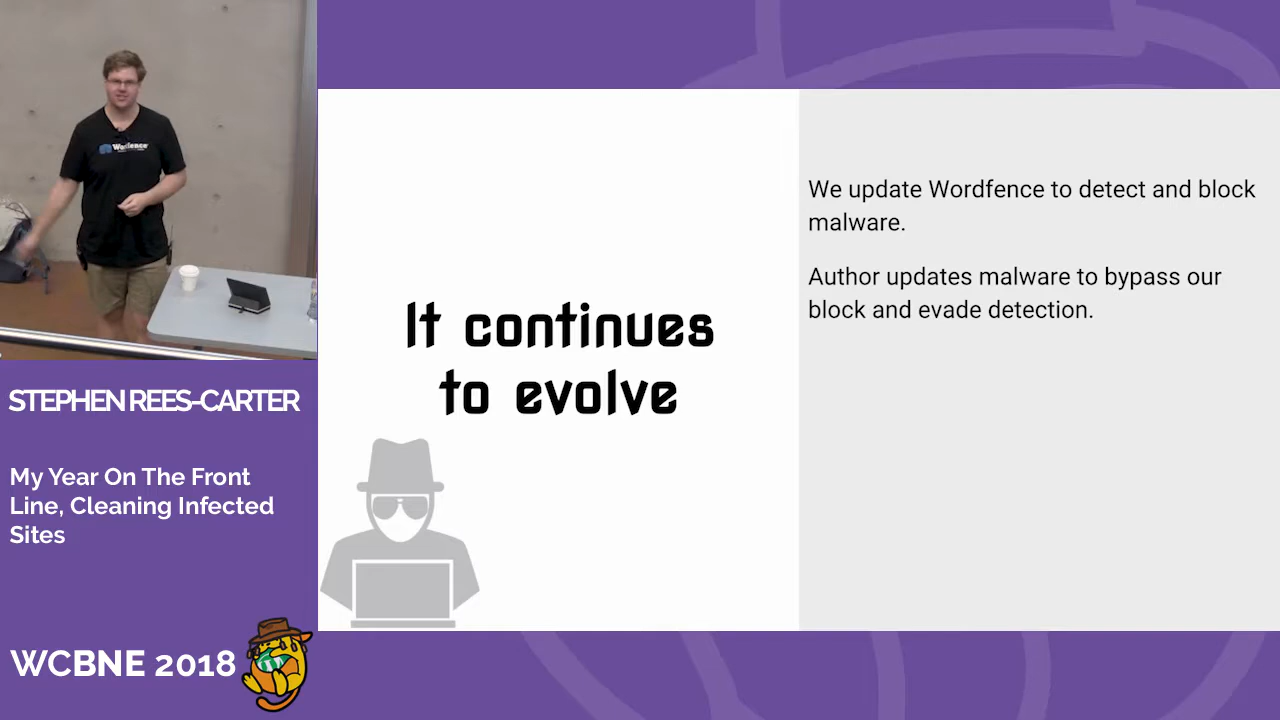 Wordfence
STEPHEN REES-CARTER
My Year On The Front
Line, Cleaning Infected
Sites
WCBNE 2018
It continues
to evolve
We update Wordfence to detect and block
malware.
Author updates malware to bypass our
block and evade detection.